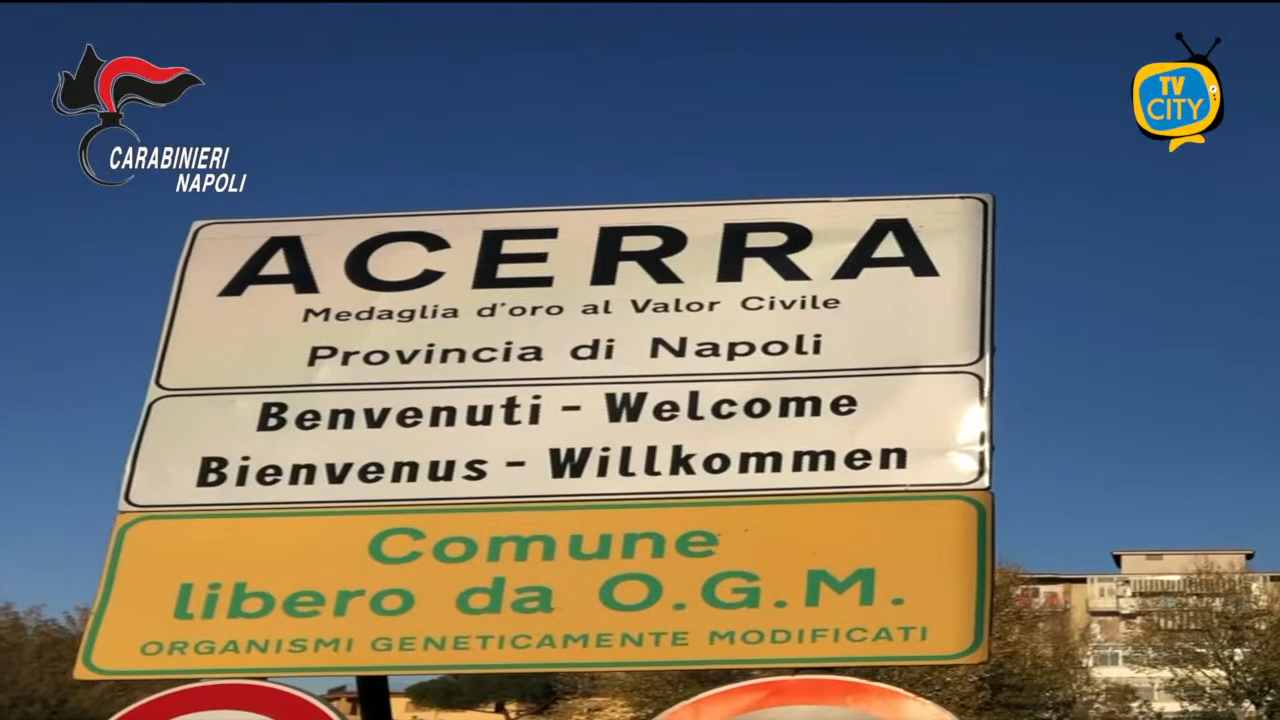 CARABINIERI
NAPOLI
TV
CITY
ACERRA
Medaglia d'oro al Valor Civile
Provincia di Napoli
Benvenuti - Welcome
Bienvenus - Willkommen
Comune
libero da O.G.M.
ORGANISMI GENETICAMENTE MODIFICATI